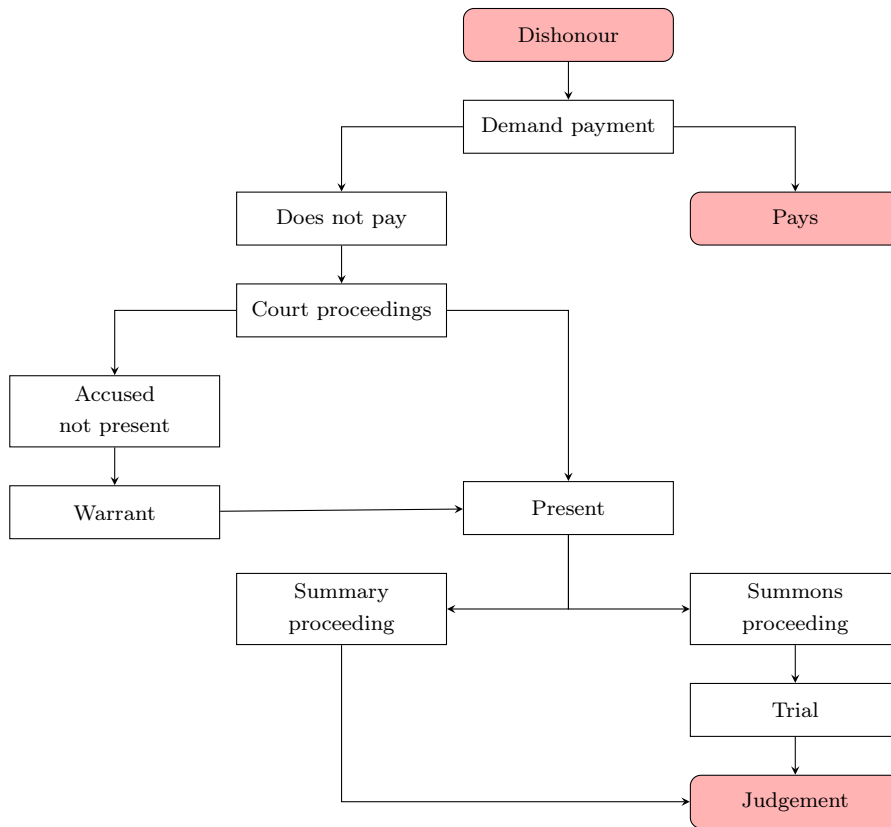 Dishonour
Demand payment
Does not pay
Pays
Court proceedings
Accused
not present
Warrant
Present
Summary
proceeding
Summons
proceeding
Trial
Judgement